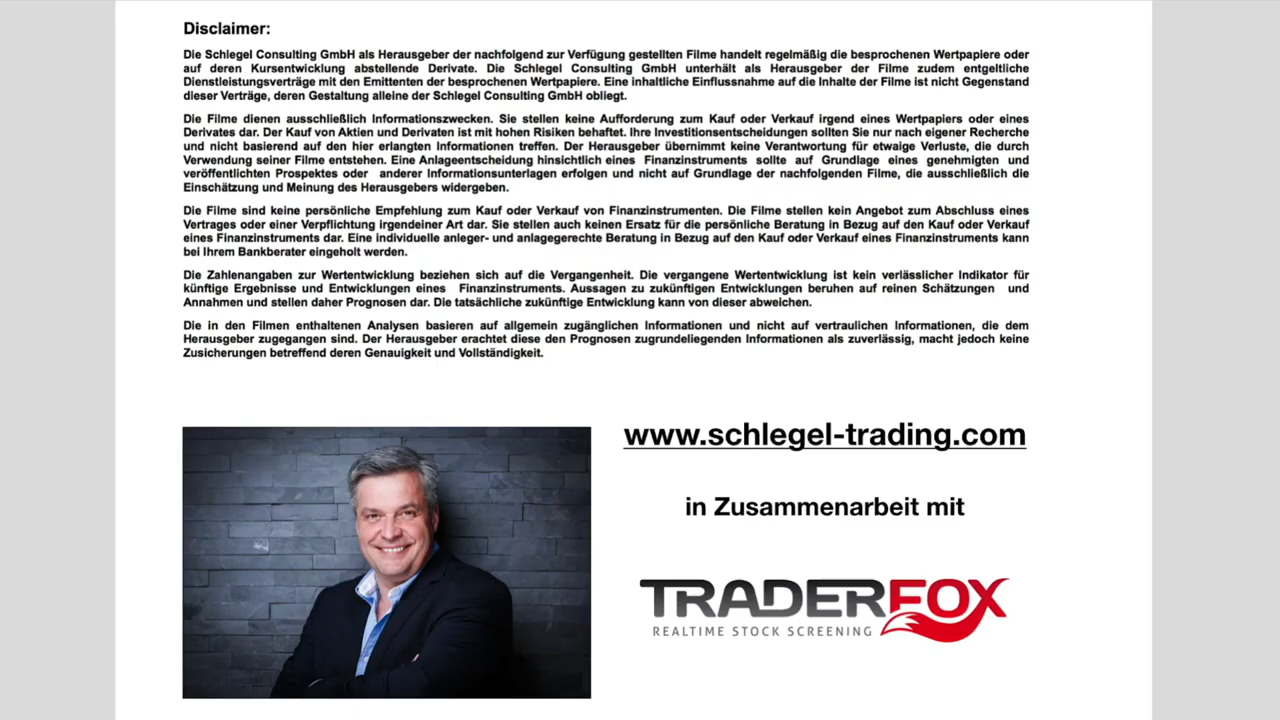 Disclaimer:
Die Schlegel Consulting GmbH als Herausgeber der nachfolgend zur Verfügung gestellten Filme handelt regelmäßig die besprochenen Wertpapiere oder
auf deren Kursentwicklung abstellende Derivate. Die Schlegel Consulting GmbH unterhält als Herausgeber der Filme zudem entgeltliche
Dienstleistungsverträge mit den Emittenten der besprochenen Wertpapiere. Eine inhaltliche Einflussnahme auf die Inhalte der Filme ist nicht Gegenstand
dieser Verträge, deren Gestaltung alleine der Schlegel Consulting GmbH obliegt.
Die Filme dienen ausschließlich Informationszwecken. Sie stellen keine Aufforderung zum Kauf oder Verkauf irgend eines Wertpapiers oder eines
Derivates dar. Der Kauf von Aktien und Derivaten ist mit hohen Risiken behaftet. Ihre Investitionsentscheidungen sollten Sie nur nach eigener Recherche
und nicht basierend auf den hier erlangten Informationen treffen. Der Herausgeber übernimmt keine Verantwortung für etwaige Verluste, die durch
Verwendung seiner Filme entstehen. Eine Anlageentscheidung hinsichtlich eines Finanzinstruments sollte auf Grundlage eines genehmigten und
veröffentlichten Prospektes oder anderer Informationsunterlagen erfolgen und nicht auf Grundlage der nachfolgenden Filme, die ausschließlich die
Einschätzung und Meinung des Herausgebers widergeben.
Die Filme sind keine persönliche Empfehlung zum Kauf oder Verkauf von Finanzinstrumenten. Die Filme stellen kein Angebot zum Abschluss eines
Vertrages oder einer Verpflichtung irgendeiner Art dar. Sie stellen auch keinen Ersatz für die persönliche Beratung in Bezug auf den Kauf oder Verkauf
eines Finanzinstruments dar. Eine individuelle anleger- und anlagegerechte Beratung in Bezug auf den Kauf oder Verkauf eines Finanzinstruments kann
bei Ihrem Bankberater eingeholt werden.
Die Zahlenangaben zur Wertentwicklung beziehen sich auf die Vergangenheit. Die vergangene Wertentwicklung ist kein verlässlicher Indikator für
künftige Ergebnisse und Entwicklungen eines Finanzinstruments. Aussagen zu zukünftigen Entwicklungen beruhen auf reinen Schätzungen und
Annahmen und stellen daher Prognosen dar. Die tatsächliche zukünftige Entwicklung kann von dieser abweichen.
Die in den Filmen enthaltenen Analysen basieren auf allgemein zugänglichen Informationen und nicht auf vertraulichen Informationen, die dem
Herausgeber zugegangen sind. Der Herausgeber erachtet diese den Prognosen zugrundeliegenden Informationen als zuverlässig, macht jedoch keine
Zusicherungen betreffend deren Genauigkeit und Vollständigkeit.
www.schlegel-trading.com
in Zusammenarbeit mit
TRADERFOX
REALTIME STOCK SCREENING